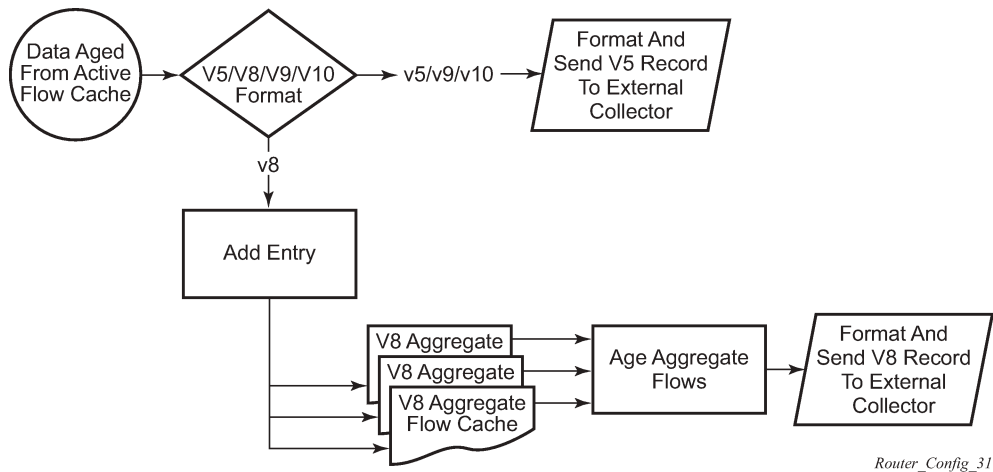 Data Aged
From Active
Flow Cache
V5/V8/V9/V10
Format
v5/v9/v10
Format And
Send V5 Record
To External
Collector
v8
Add Entry
V8 Aggregate
V8 Aggregate
V8 Aggregate
Flow Cache
Age Aggregate
Flows
Format And
Send V8 Record
To External
Collector
Router_Config_31